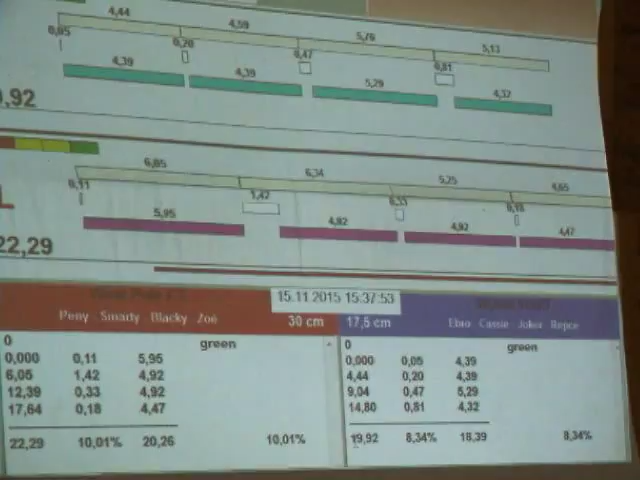 4,44 4,59 5,76 5,13
0,05 0,20 0,47 0,81
4,39 4,39 5,29 4,32
9,92
6,05 6,34 5,25 4,65
0,11 1,42 0,33 0,18
5,95 4,92 4,92 4,47
L
22,29
15.11.2015 15:37:53
Peny Smarty Blacky Zoe 30 cm
17,5 cm Ebro Cassie Joker Repce
0 green
0,000 0,11 5,95
6,05 1,42 4,92
12,39 0,33 4,92
17,64 0,18 4,47
22,29 10,01% 20,26 10,01%
0 green
0,000 0,05 4,39
4,44 0,20 4,39
9,04 0,47 5,29
14,80 0,81 4,32
19,92 8,34% 18,39 8,34%